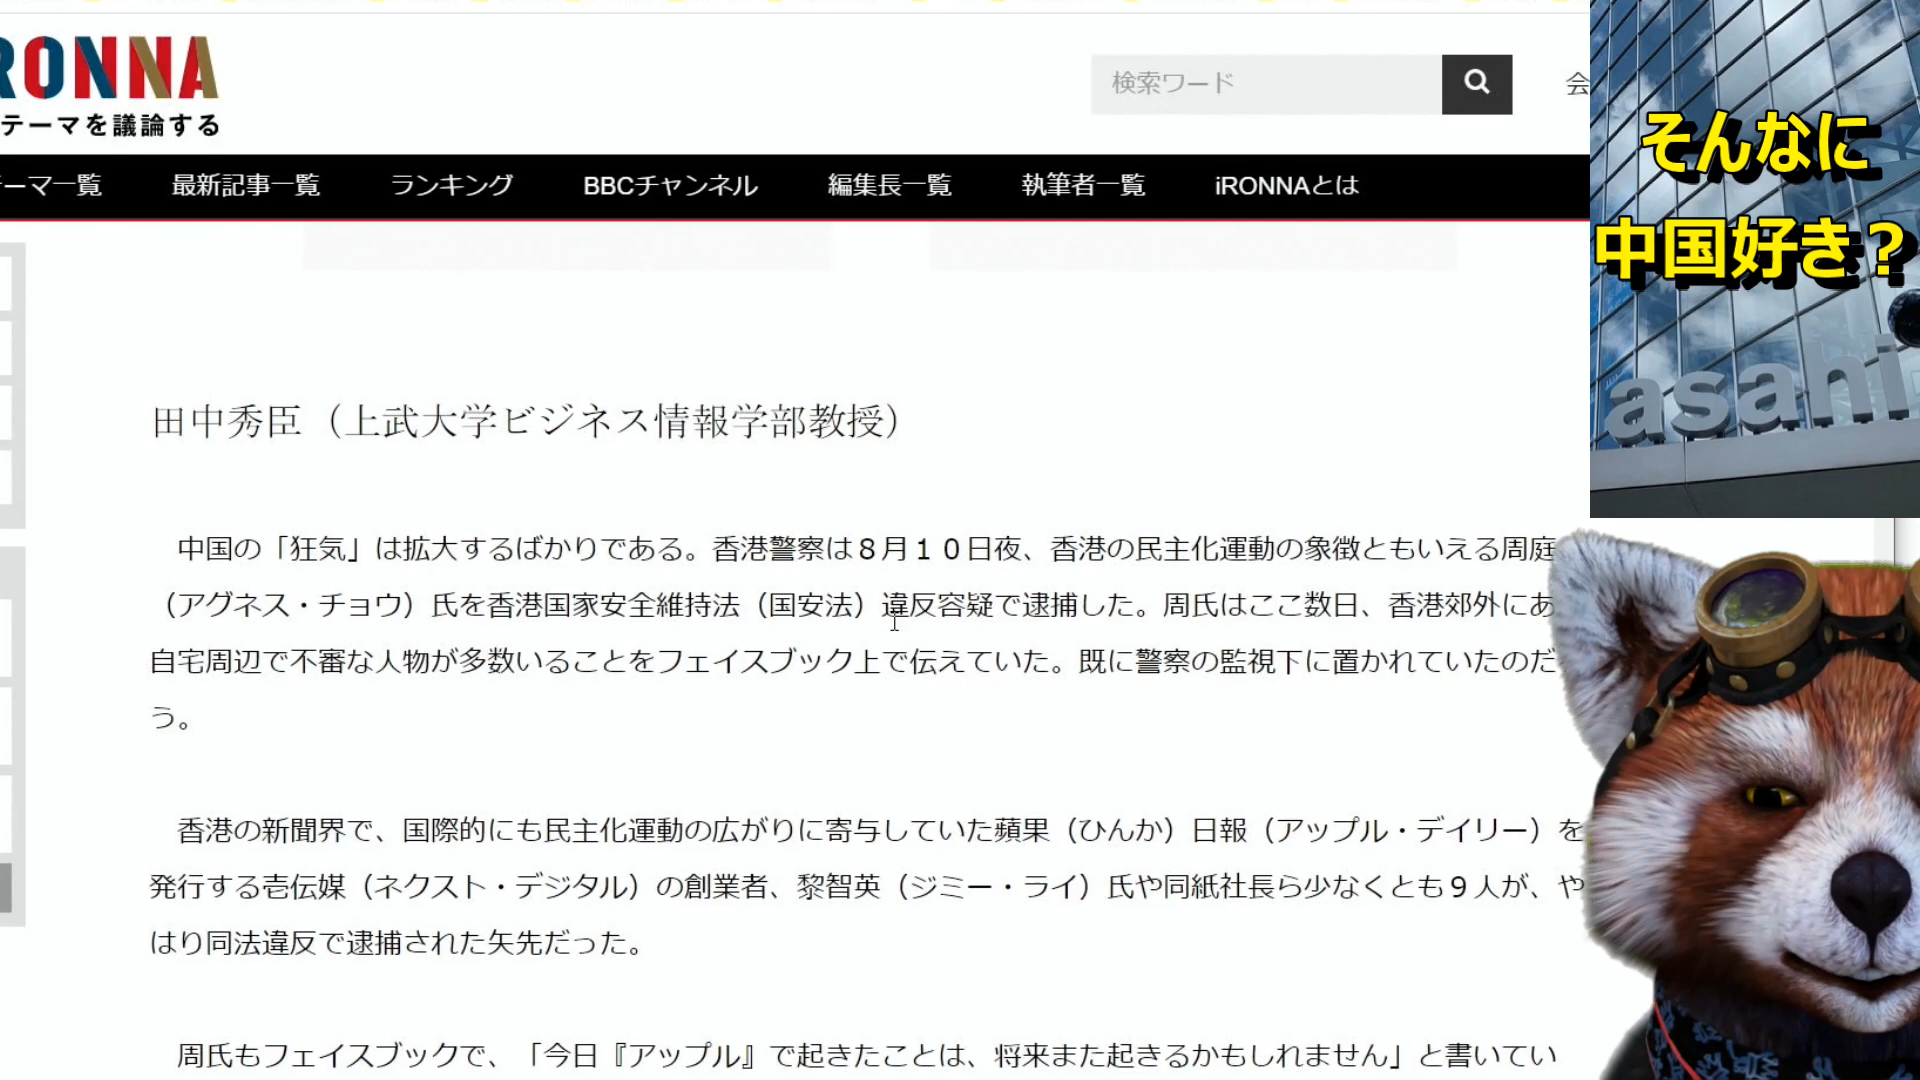 RONNA
テーマを議論する
検索ワード
会
ーマ一覧 最新記事一覧 ランキング BBCチャンネル 編集長一覧 執筆者一覧 iRONNAとは
そんなに
中国好き？
asahi
田中秀臣（上武大学ビジネス情報学部教授）
中国の「狂気」は拡大するばかりである。香港警察は８月１０日夜、香港の民主化運動の象徴ともいえる周庭
（アグネス・チョウ）氏を香港国家安全維持法（国安法）違反容疑で逮捕した。周氏はここ数日、香港郊外にあ
自宅周辺で不審な人物が多数いることをフェイスブック上で伝えていた。既に警察の監視下に置かれていたのだ
う。
香港の新聞界で、国際的にも民主化運動の広がりに寄与していた蘋果（ひんか）日報（アップル・デイリー）を
発行する壱伝媒（ネクスト・デジタル）の創業者、黎智英（ジミー・ライ）氏や同紙社長ら少なくとも９人が、や
はり同法違反で逮捕された矢先だった。
周氏もフェイスブックで、「今日『アップル』で起きたことは、将来また起きるかもしれません」と書いてい